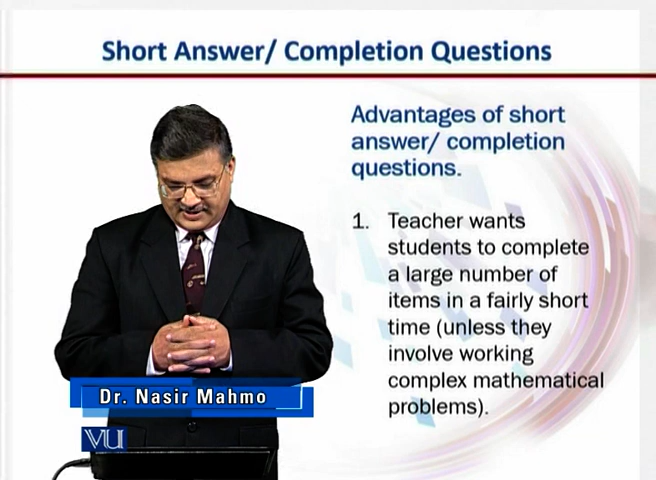 Short Answer/ Completion Questions
Advantages of short
answer/ completion
questions.
1. Teacher wants
students to complete
a large number of
items in a fairly short
time (unless they
involve working
complex mathematical
problems).
Dr. Nasir Mahmo
VU